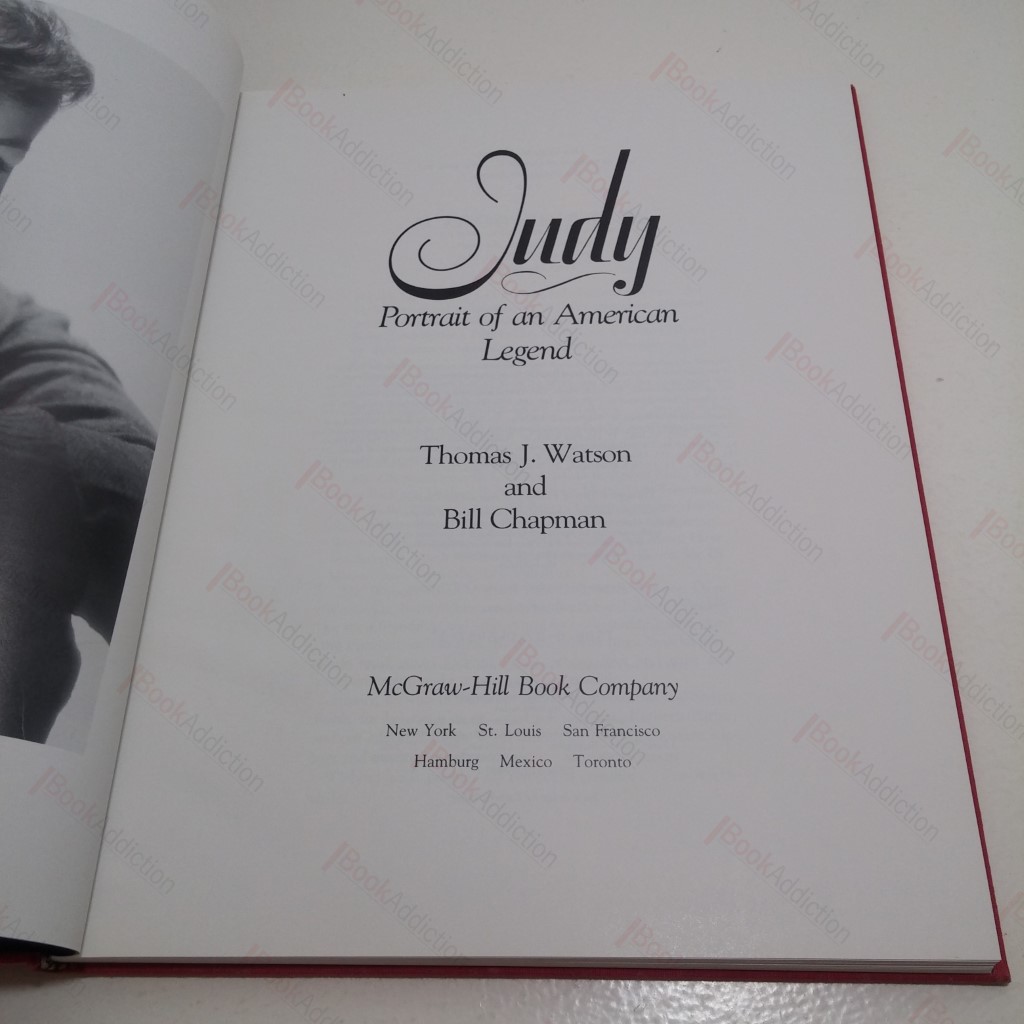 Judy
Portrait of an American
Legend
Thomas J. Watson
and
Bill Chapman
McGraw-Hill Book Company
New York St. Louis San Francisco
Hamburg Mexico Toronto
BookAddiction